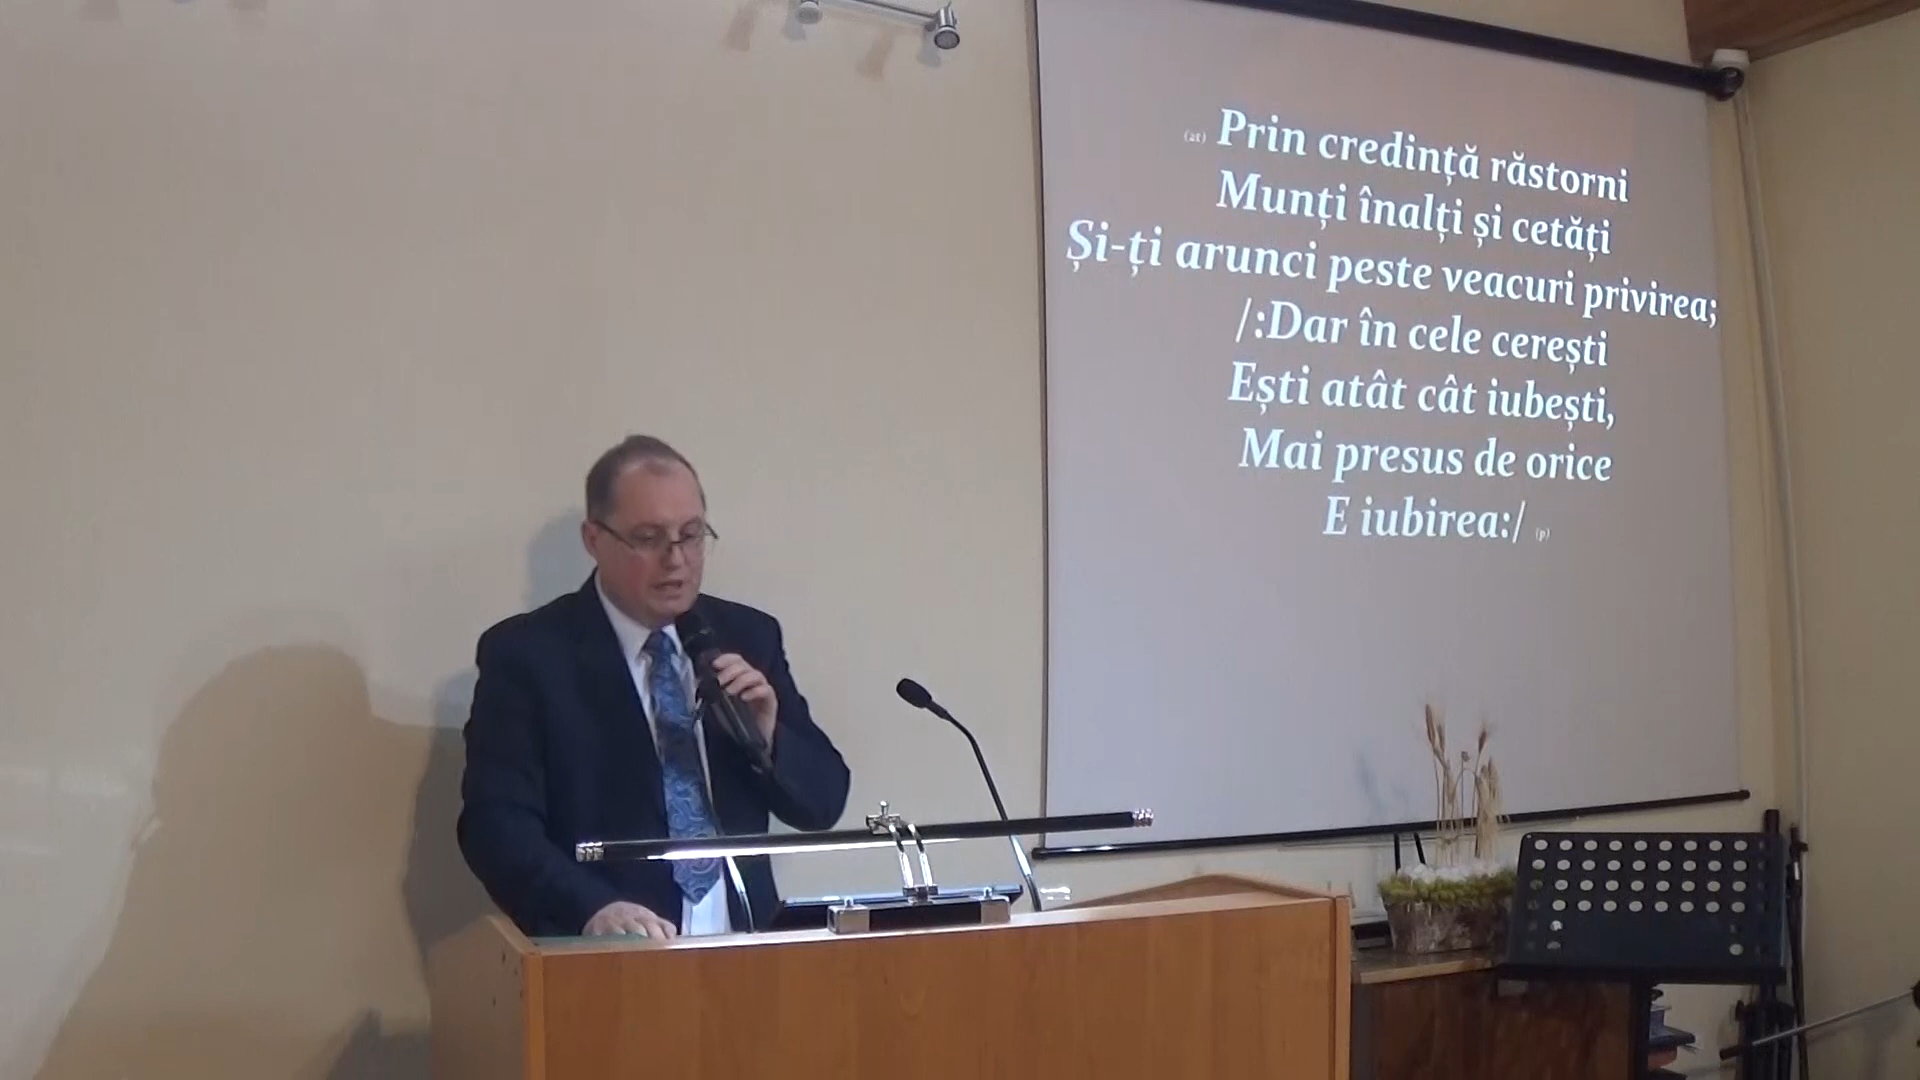 (at) Prin credință răstorni
Munți înalți și cetăți
Și-ți arunci peste veacuri privirea;
/:Dar în cele cerești
Ești atât cât iubești,
Mai presus de orice
E iubirea:/ (p)